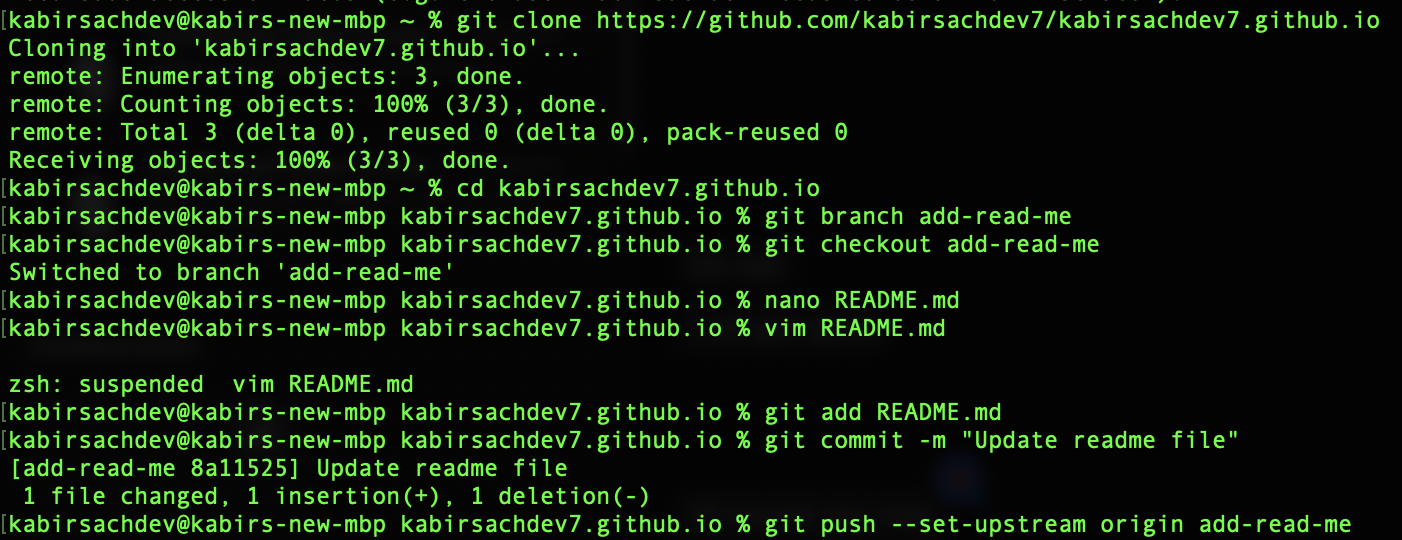 [kabirsachdev@kabirs-new-mbp ~ % git clone https://github.com/kabirsachdev7/kabirsachdev7.github.io
Cloning into 'kabirsachdev7.github.io'...
remote: Enumerating objects: 3, done.
remote: Counting objects: 100% (3/3), done.
remote: Total 3 (delta 0), reused 0 (delta 0), pack-reused 0
Receiving objects: 100% (3/3), done.
[kabirsachdev@kabirs-new-mbp ~ % cd kabirsachdev7.github.io
[kabirsachdev@kabirs-new-mbp kabirsachdev7.github.io % git branch add-read-me
[kabirsachdev@kabirs-new-mbp kabirsachdev7.github.io % git checkout add-read-me
Switched to branch 'add-read-me'
[kabirsachdev@kabirs-new-mbp kabirsachdev7.github.io % nano README.md
[kabirsachdev@kabirs-new-mbp kabirsachdev7.github.io % vim README.md
zsh: suspended  vim README.md
[kabirsachdev@kabirs-new-mbp kabirsachdev7.github.io % git add README.md
[kabirsachdev@kabirs-new-mbp kabirsachdev7.github.io % git commit -m "Update readme file"
[add-read-me 8a11525] Update readme file
 1 file changed, 1 insertion(+), 1 deletion(-)
[kabirsachdev@kabirs-new-mbp kabirsachdev7.github.io % git push --set-upstream origin add-read-me